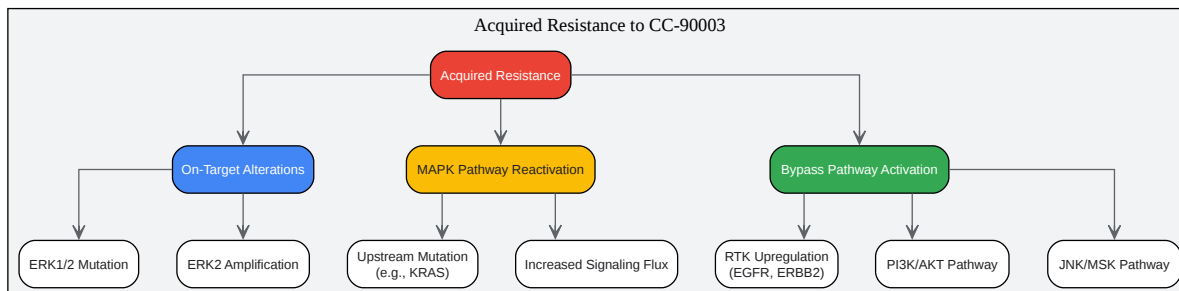 Acquired Resistance to CC-90003
Acquired Resistance
On-Target Alterations
MAPK Pathway Reactivation
Bypass Pathway Activation
ERK1/2 Mutation
ERK2 Amplification
Upstream Mutation
(e.g., KRAS)
Increased Signaling Flux
RTK Upregulation
(EGFR, ERBB2)
PI3K/AKT Pathway
JNK/MSK Pathway